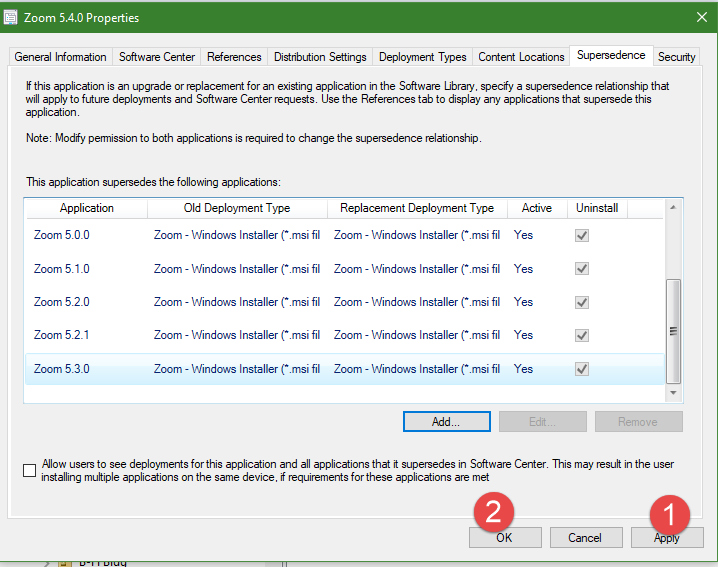 Zoom 5.4.0 Properties
General Information Software Center References Distribution Settings Deployment Types Content Locations Supersedence Security
If this application is an upgrade or replacement for an existing application in the Software Library, specify a supersedence relationship that
will apply to future deployments and Software Center requests. Use the References tab to display any applications that supersede this
application.
Note: Modify permission to both applications is required to change the supersedence relationship.
This application supersedes the following applications:
Application Old Deployment Type Replacement Deployment Type Active Uninstall
Zoom 5.0.0 Zoom - Windows Installer (*.msi fil Zoom - Windows Installer (*.msi fil Yes
Zoom 5.1.0 Zoom - Windows Installer (*.msi fil Zoom - Windows Installer (*.msi fil Yes
Zoom 5.2.0 Zoom - Windows Installer (*.msi fil Zoom - Windows Installer (*.msi fil Yes
Zoom 5.2.1 Zoom - Windows Installer (*.msi fil Zoom - Windows Installer (*.msi fil Yes
Zoom 5.3.0 Zoom - Windows Installer (*.msi fil Zoom - Windows Installer (*.msi fil Yes
Add... Edit... Remove
Allow users to see deployments for this application and all applications that it supersedes in Software Center. This may result in the user
installing multiple applications on the same device, if requirements for these applications are met
2 1
OK Cancel Apply